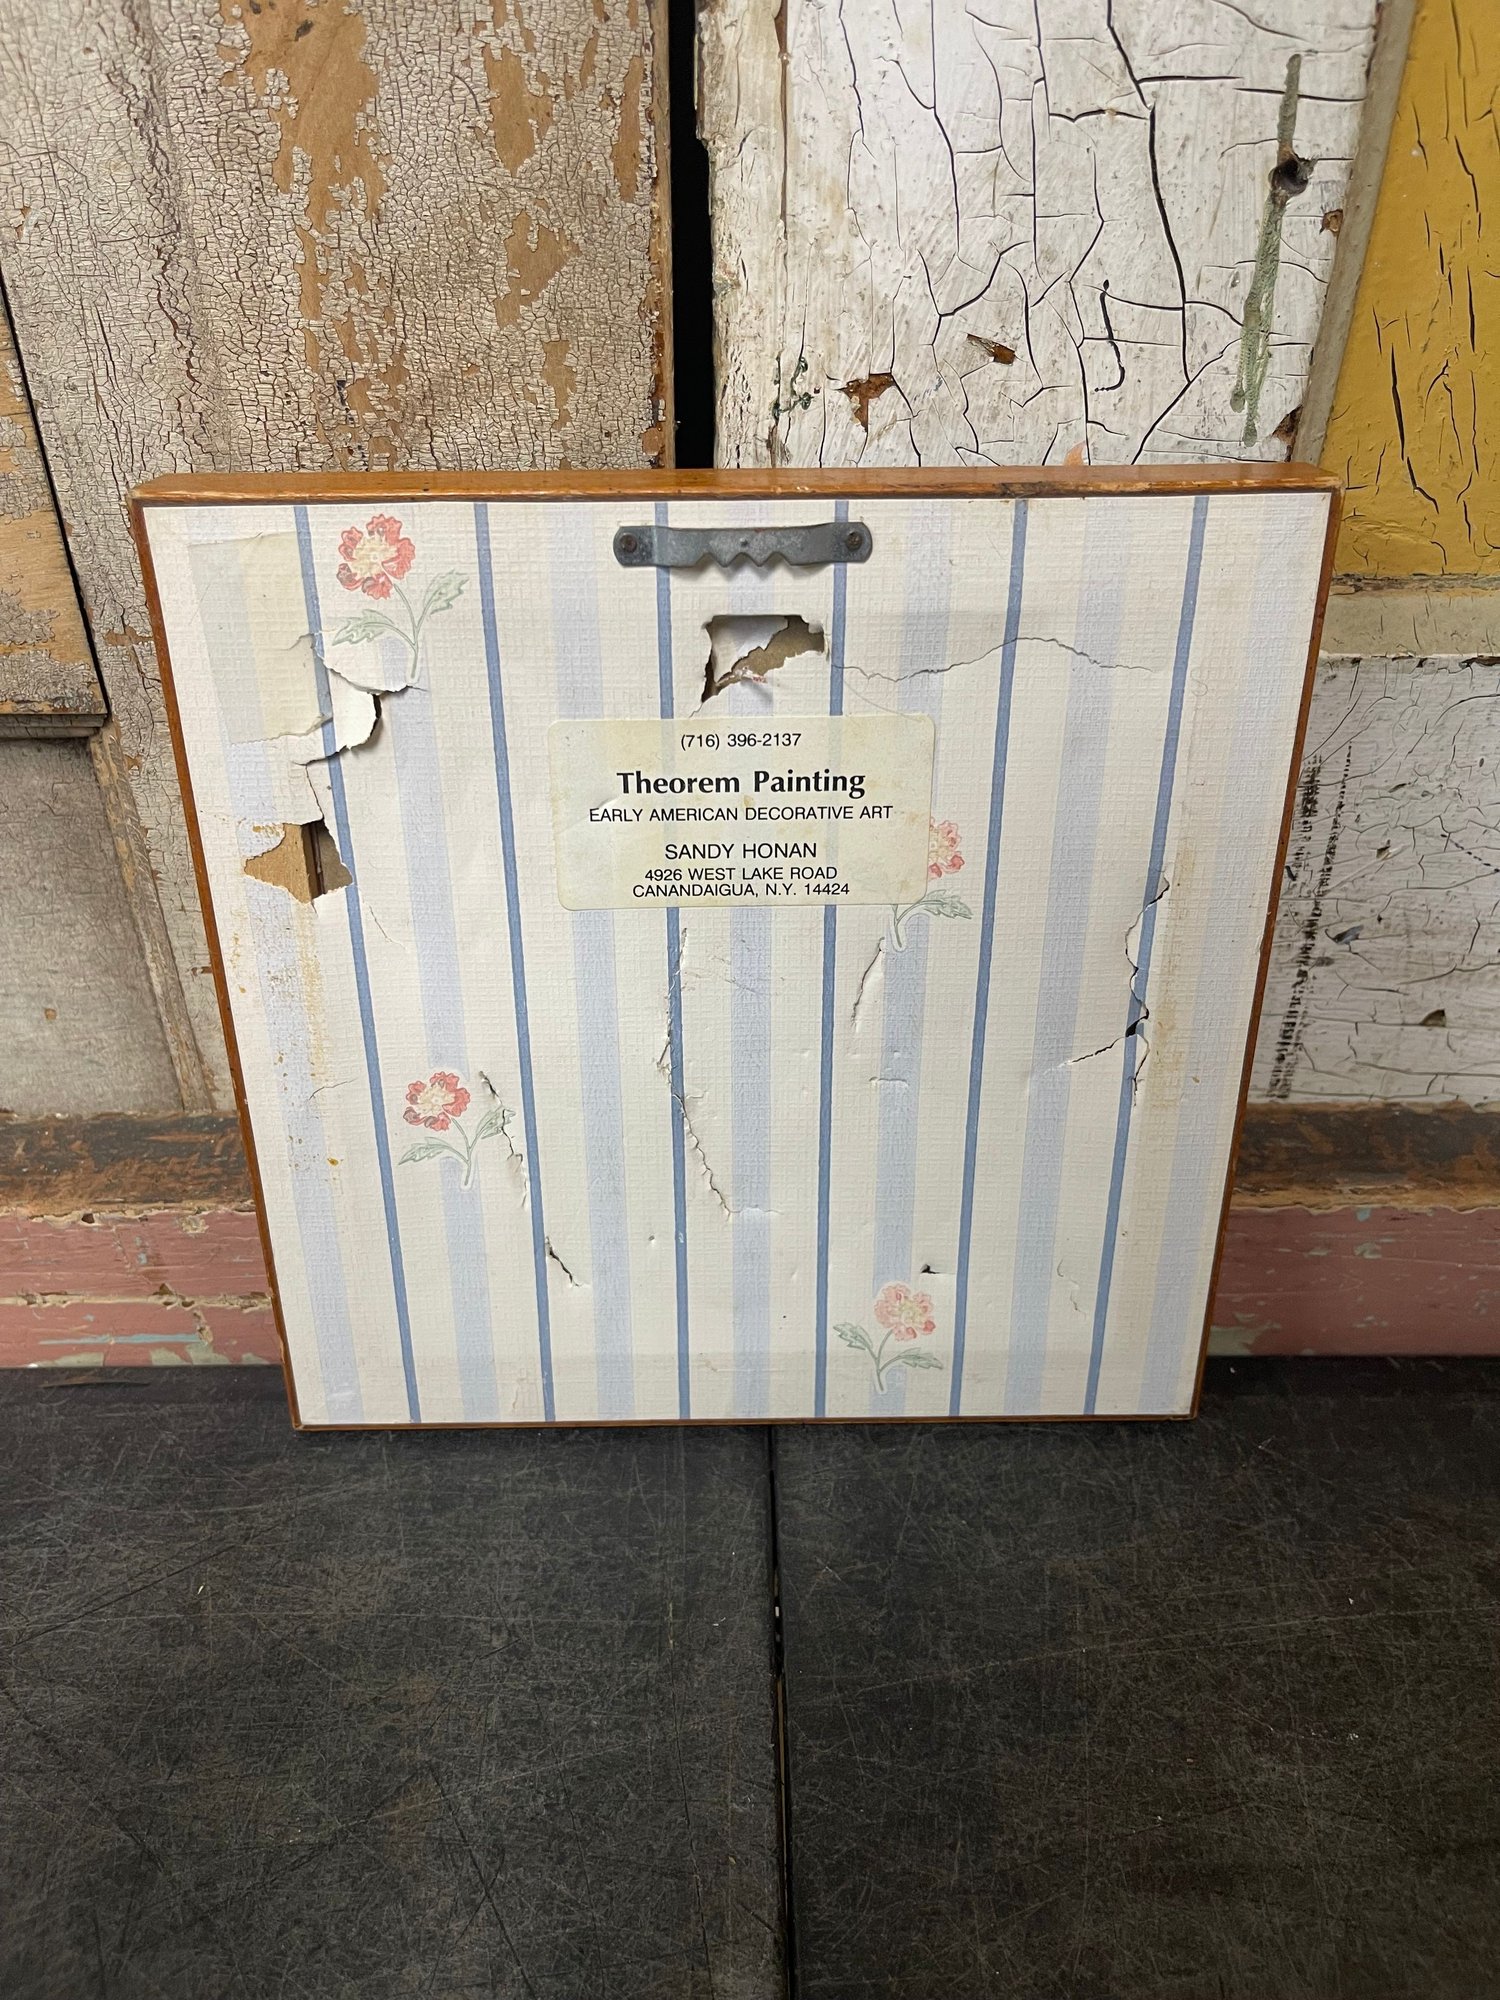 (716) 396-2137
Theorem Painting
EARLY AMERICAN DECORATIVE ART
SANDY HONAN
4926 WEST LAKE ROAD
CANANDAIGUA, N.Y. 14424